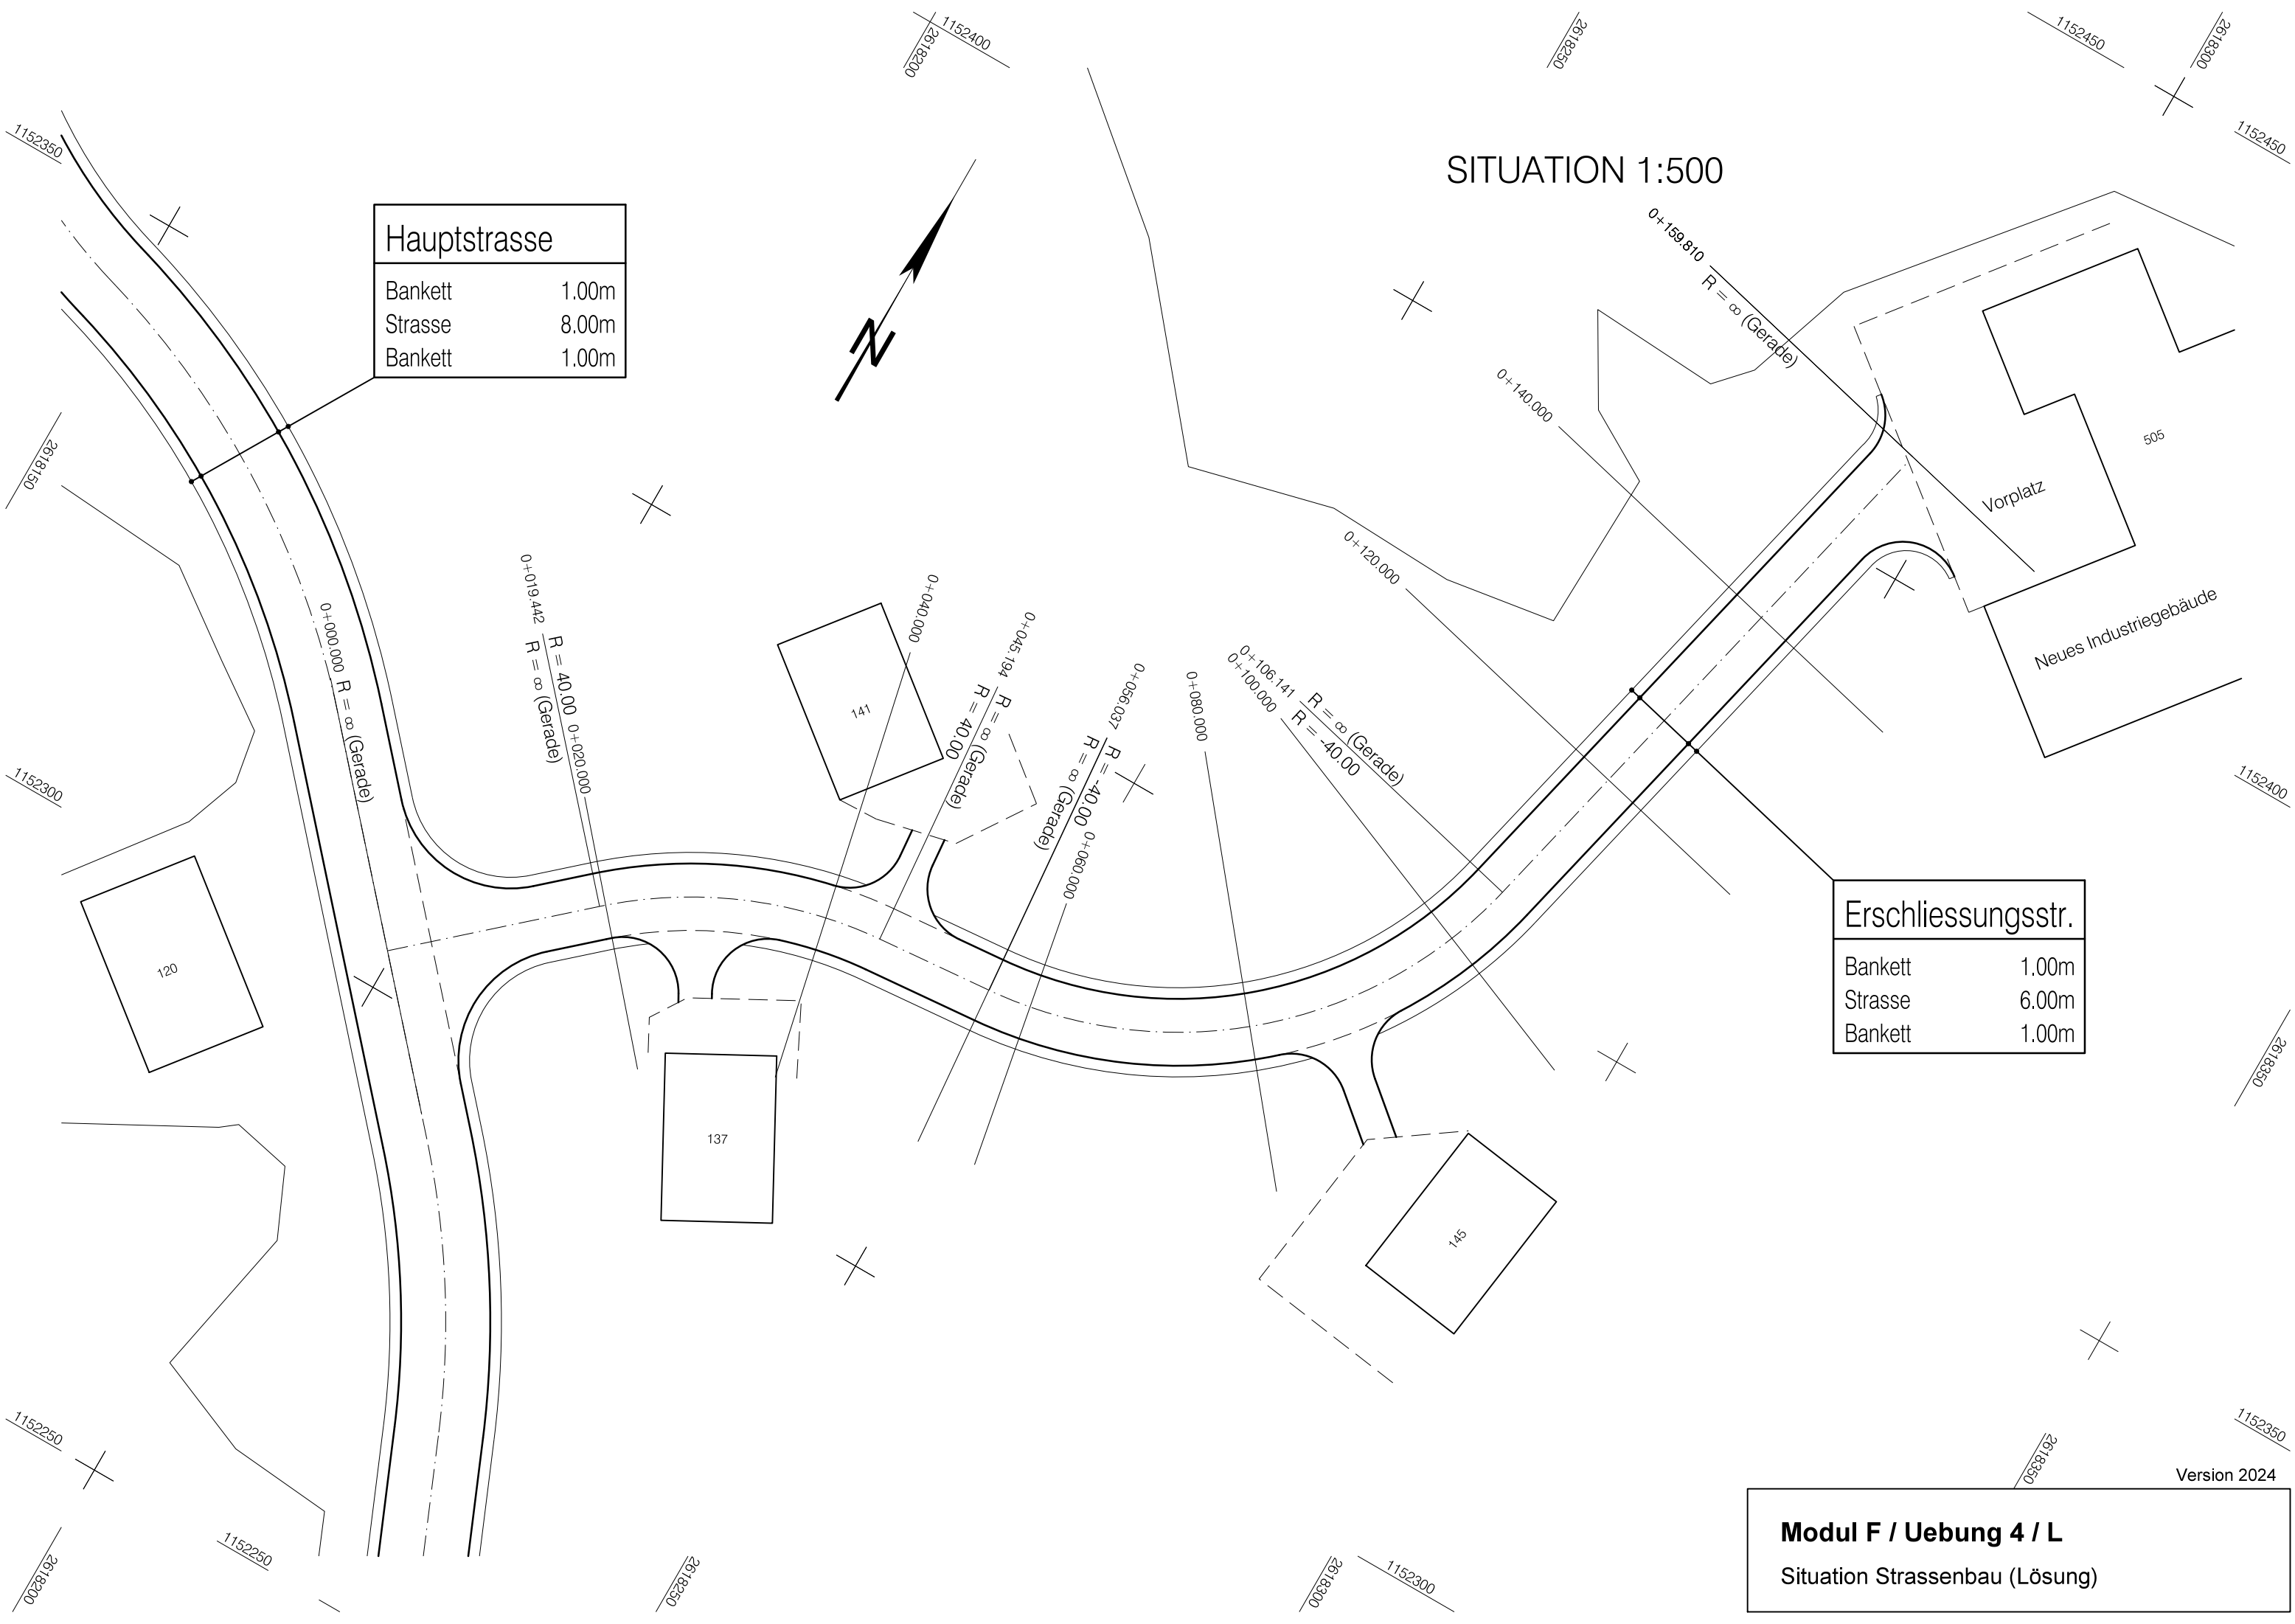 1152400
2618200
2618250
1152450
2618300
1152350
1152450
SITUATION 1:500
Hauptstrasse
Bankett 1.00m
Strasse 8.00m
Bankett 1.00m
N
0+159.810
R = ∞ (Gerade)
0+140.000
505
Vorplatz
2618150
0+120.000
0+019.442
R = 40.00
R = ∞ (Gerade)
0+020.000
0+000.000 R = ∞ (Gerade)
0+040.000
0+045.194
R = ∞ (Gerade)
R = 40.00
0+056.037
R = -40.00
R = ∞ (Gerade)
0+060.000
0+080.000
0+106.141
0+100.000
R = ∞ (Gerade)
R = -40.00
Neues Industriegebäude
141
1152300
1152400
120
Erschliessungsstr.
Bankett 1.00m
Strasse 6.00m
Bankett 1.00m
137
2618350
145
1152250
1152350
2618350
Version 2024
Modul F / Uebung 4 / L
Situation Strassenbau (Lösung)
2618200
1152250
2618250
2618300
1152300